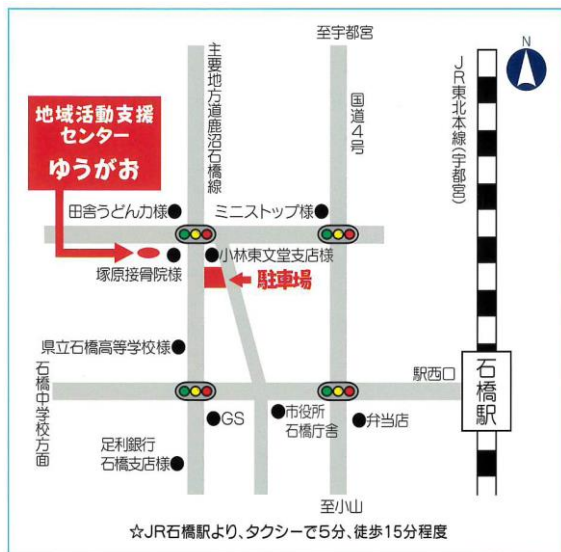 至宇都宮
N
主要地方道鹿沼石橋線
国道4号
JR東北本線(宇都宮)
地域活動支援
センター
ゆうがお
田舎うどん力様
ミニストップ様
小林東文堂支店様
塚原接骨院様
駐車場
県立石橋高等学校様
石橋中学校方面
駅西口
石橋駅
GS
市役所
石橋庁舎
弁当店
足利銀行
石橋支店様
至小山
☆JR石橋駅より、タクシーで5分、徒歩15分程度